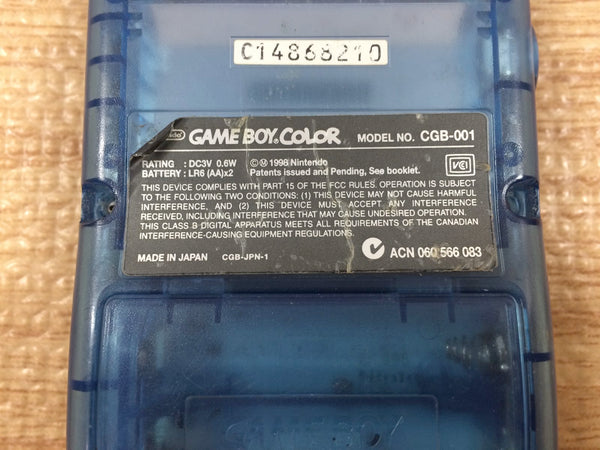 C14868210
GAME BOY COLOR MODEL NO. CGB-001
RATING : DC3V 0.6W © Ⓜ 1998 Nintendo
BATTERY : LR6 (AA)x2 Patents issued and Pending, See booklet.
VCI
THIS DEVICE COMPLIES WITH PART 15 OF THE FCC RULES. OPERATION IS SUBJECT
TO THE FOLLOWING TWO CONDITIONS: (1) THIS DEVICE MAY NOT CAUSE HARMFUL
INTERFERENCE, AND (2) THIS DEVICE MUST ACCEPT ANY INTERFERENCE
RECEIVED, INCLUDING INTERFERENCE THAT MAY CAUSE UNDESIRED OPERATION.
THIS CLASS B DIGITAL APPARATUS MEETS ALL REQUIREMENTS OF THE CANADIAN
INTERFERENCE-CAUSING EQUIPMENT REGULATIONS.
MADE IN JAPAN CGB-JPN-1 ACN 060 566 083
GAME BOY